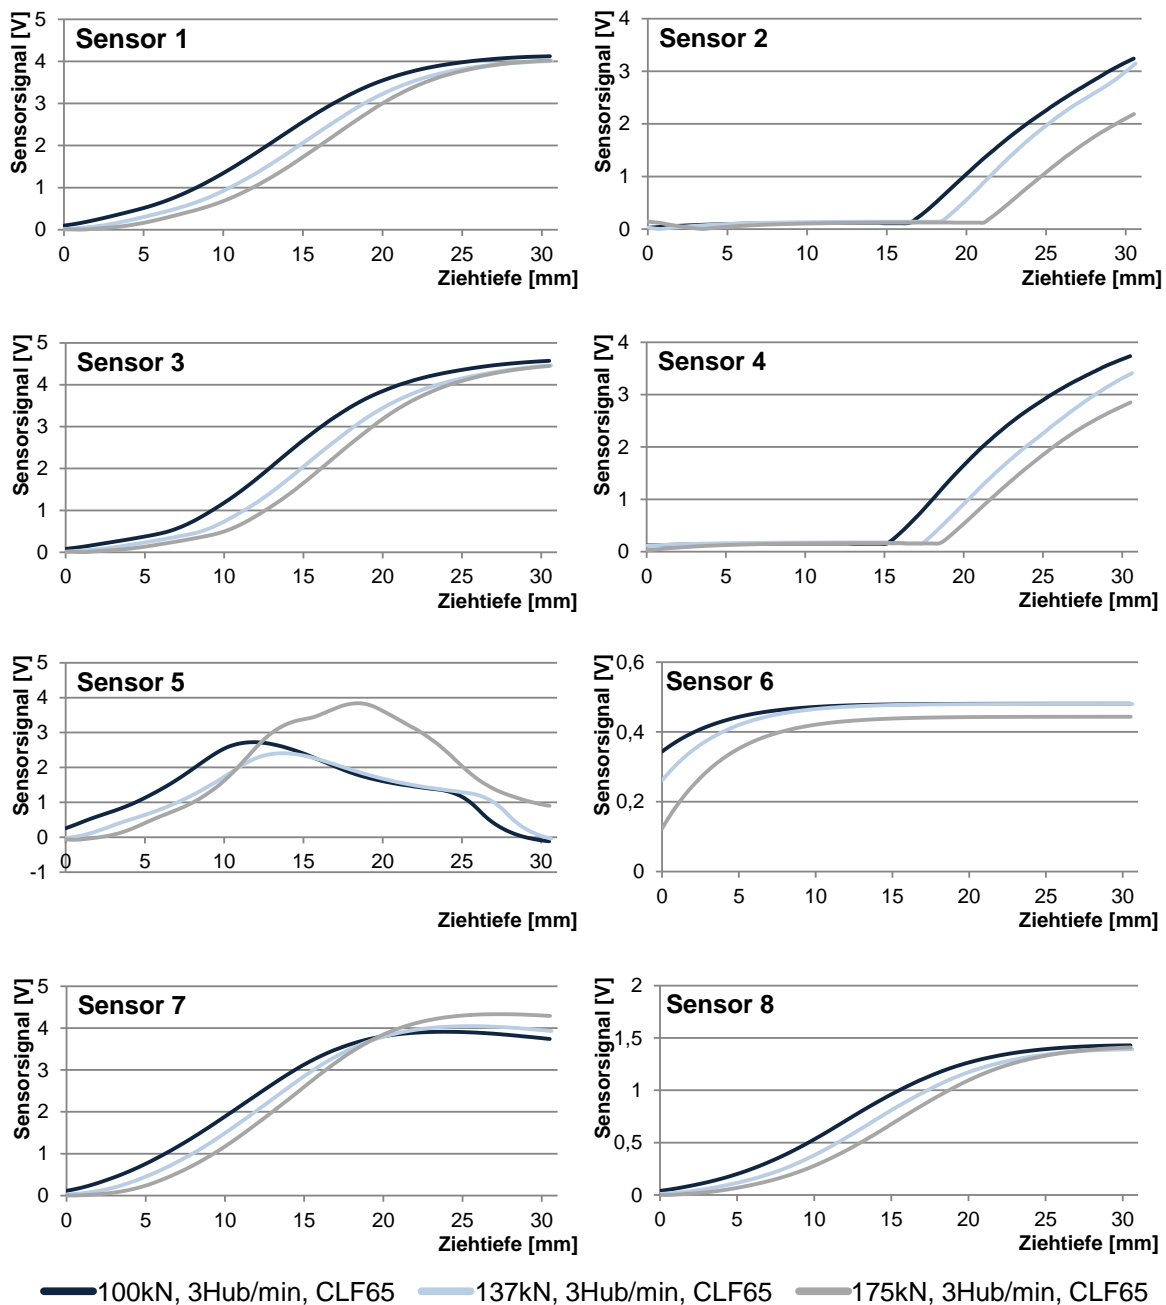 Sensorsignal [V]
Sensor 1
5
4
3
2
1
0
0 5 10 15 20 25 30
Ziehtiefe [mm]
Sensorsignal [V]
Sensor 2
4
3
2
1
0
0 5 10 15 20 25 30
Ziehtiefe [mm]
Sensorsignal [V]
Sensor 3
5
4
3
2
1
0
0 5 10 15 20 25 30
Ziehtiefe [mm]
Sensorsignal [V]
Sensor 4
4
3
2
1
0
0 5 10 15 20 25 30
Ziehtiefe [mm]
Sensorsignal [V]
Sensor 5
5
4
3
2
1
0
-1
0 5 10 15 20 25 30
Ziehtiefe [mm]
Sensorsignal [V]
Sensor 6
0,6
0,4
0,2
0
0 5 10 15 20 25 30
Ziehtiefe [mm]
Sensorsignal [V]
Sensor 7
5
4
3
2
1
0
0 5 10 15 20 25 30
Ziehtiefe [mm]
Sensorsignal [V]
Sensor 8
2
1,5
1
0,5
0
0 5 10 15 20 25 30
Ziehtiefe [mm]
100kN, 3Hub/min, CLF65 137kN, 3Hub/min, CLF65 175kN, 3Hub/min, CLF65